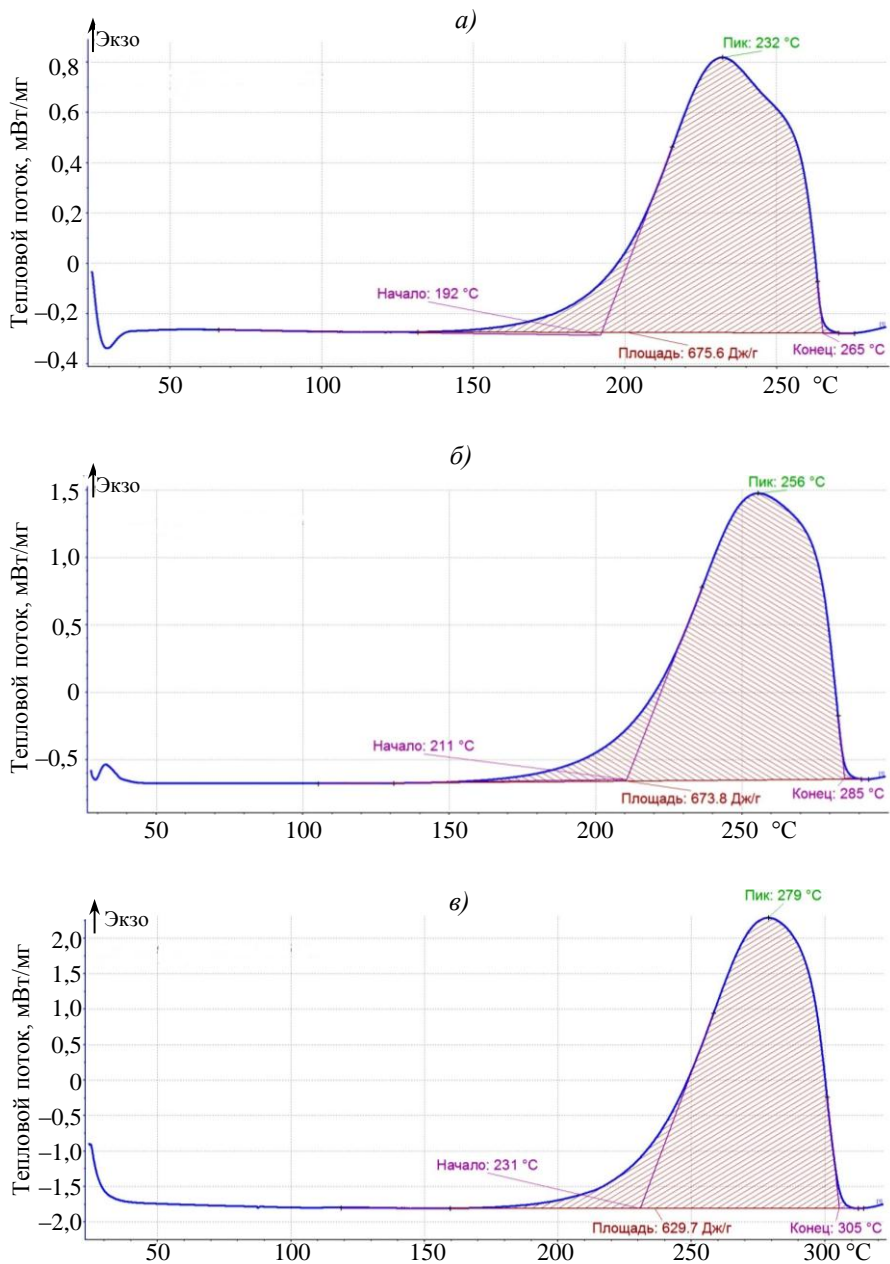 а)
Экзо
Пик: 232 °C
Тепловой поток, мВт/мг
0,8
0,6
0,4
0,2
0
–0,2
–0,4
Начало: 192 °C
Площадь: 675.6 Дж/г
Конец: 265 °C
50 100 150 200 250 °C
б)
Экзо
Пик: 256 °C
Тепловой поток, мВт/мг
1,5
1,0
0,5
0
–0,5
Начало: 211 °C
Площадь: 673.8 Дж/г
Конец: 285 °C
50 100 150 200 250 °C
в)
Экзо
Пик: 279 °C
Тепловой поток, мВт/мг
2,0
1,0
0,5
0
–0,5
–1,0
–1,5
–2,0
Начало: 231 °C
Площадь: 629.7 Дж/г
Конец: 305 °C
50 100 150 200 250 300 °C